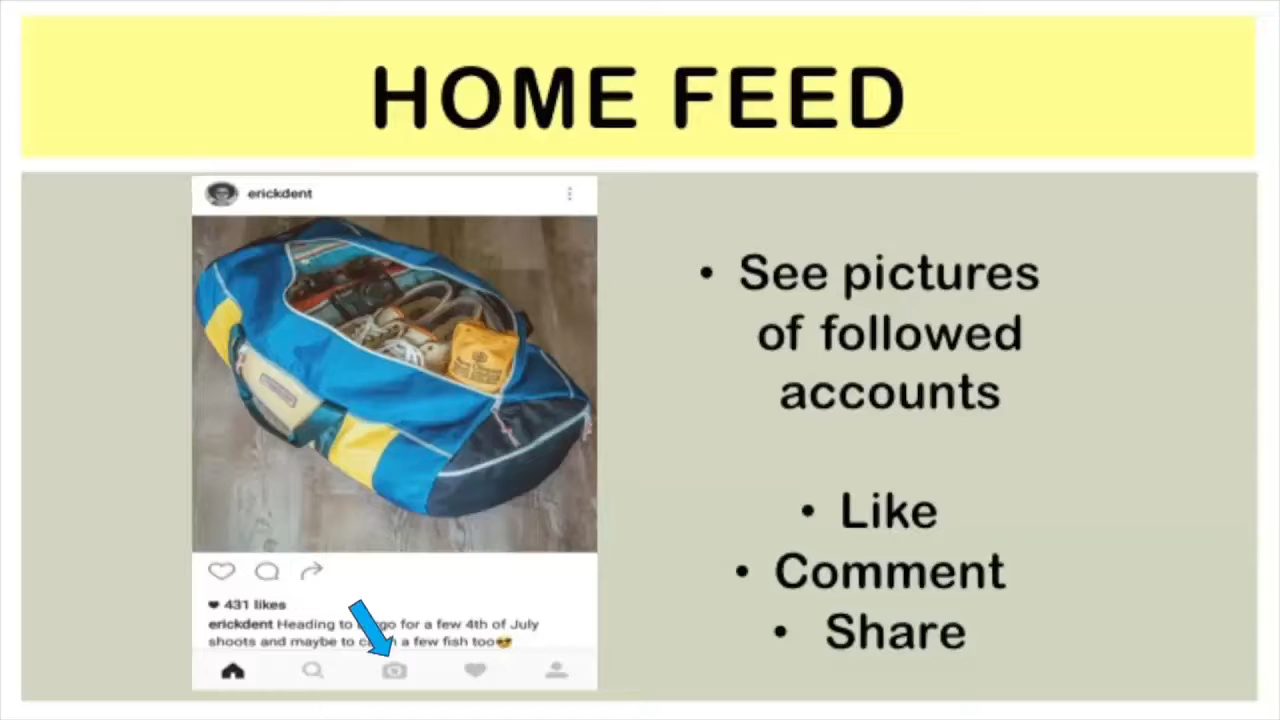 HOME FEED
erickdent
• See pictures
of followed
accounts
• Like
• Comment
• Share
431 likes
erickdent Heading to go for a few 4th of July
shoots and maybe to a few fish too😎